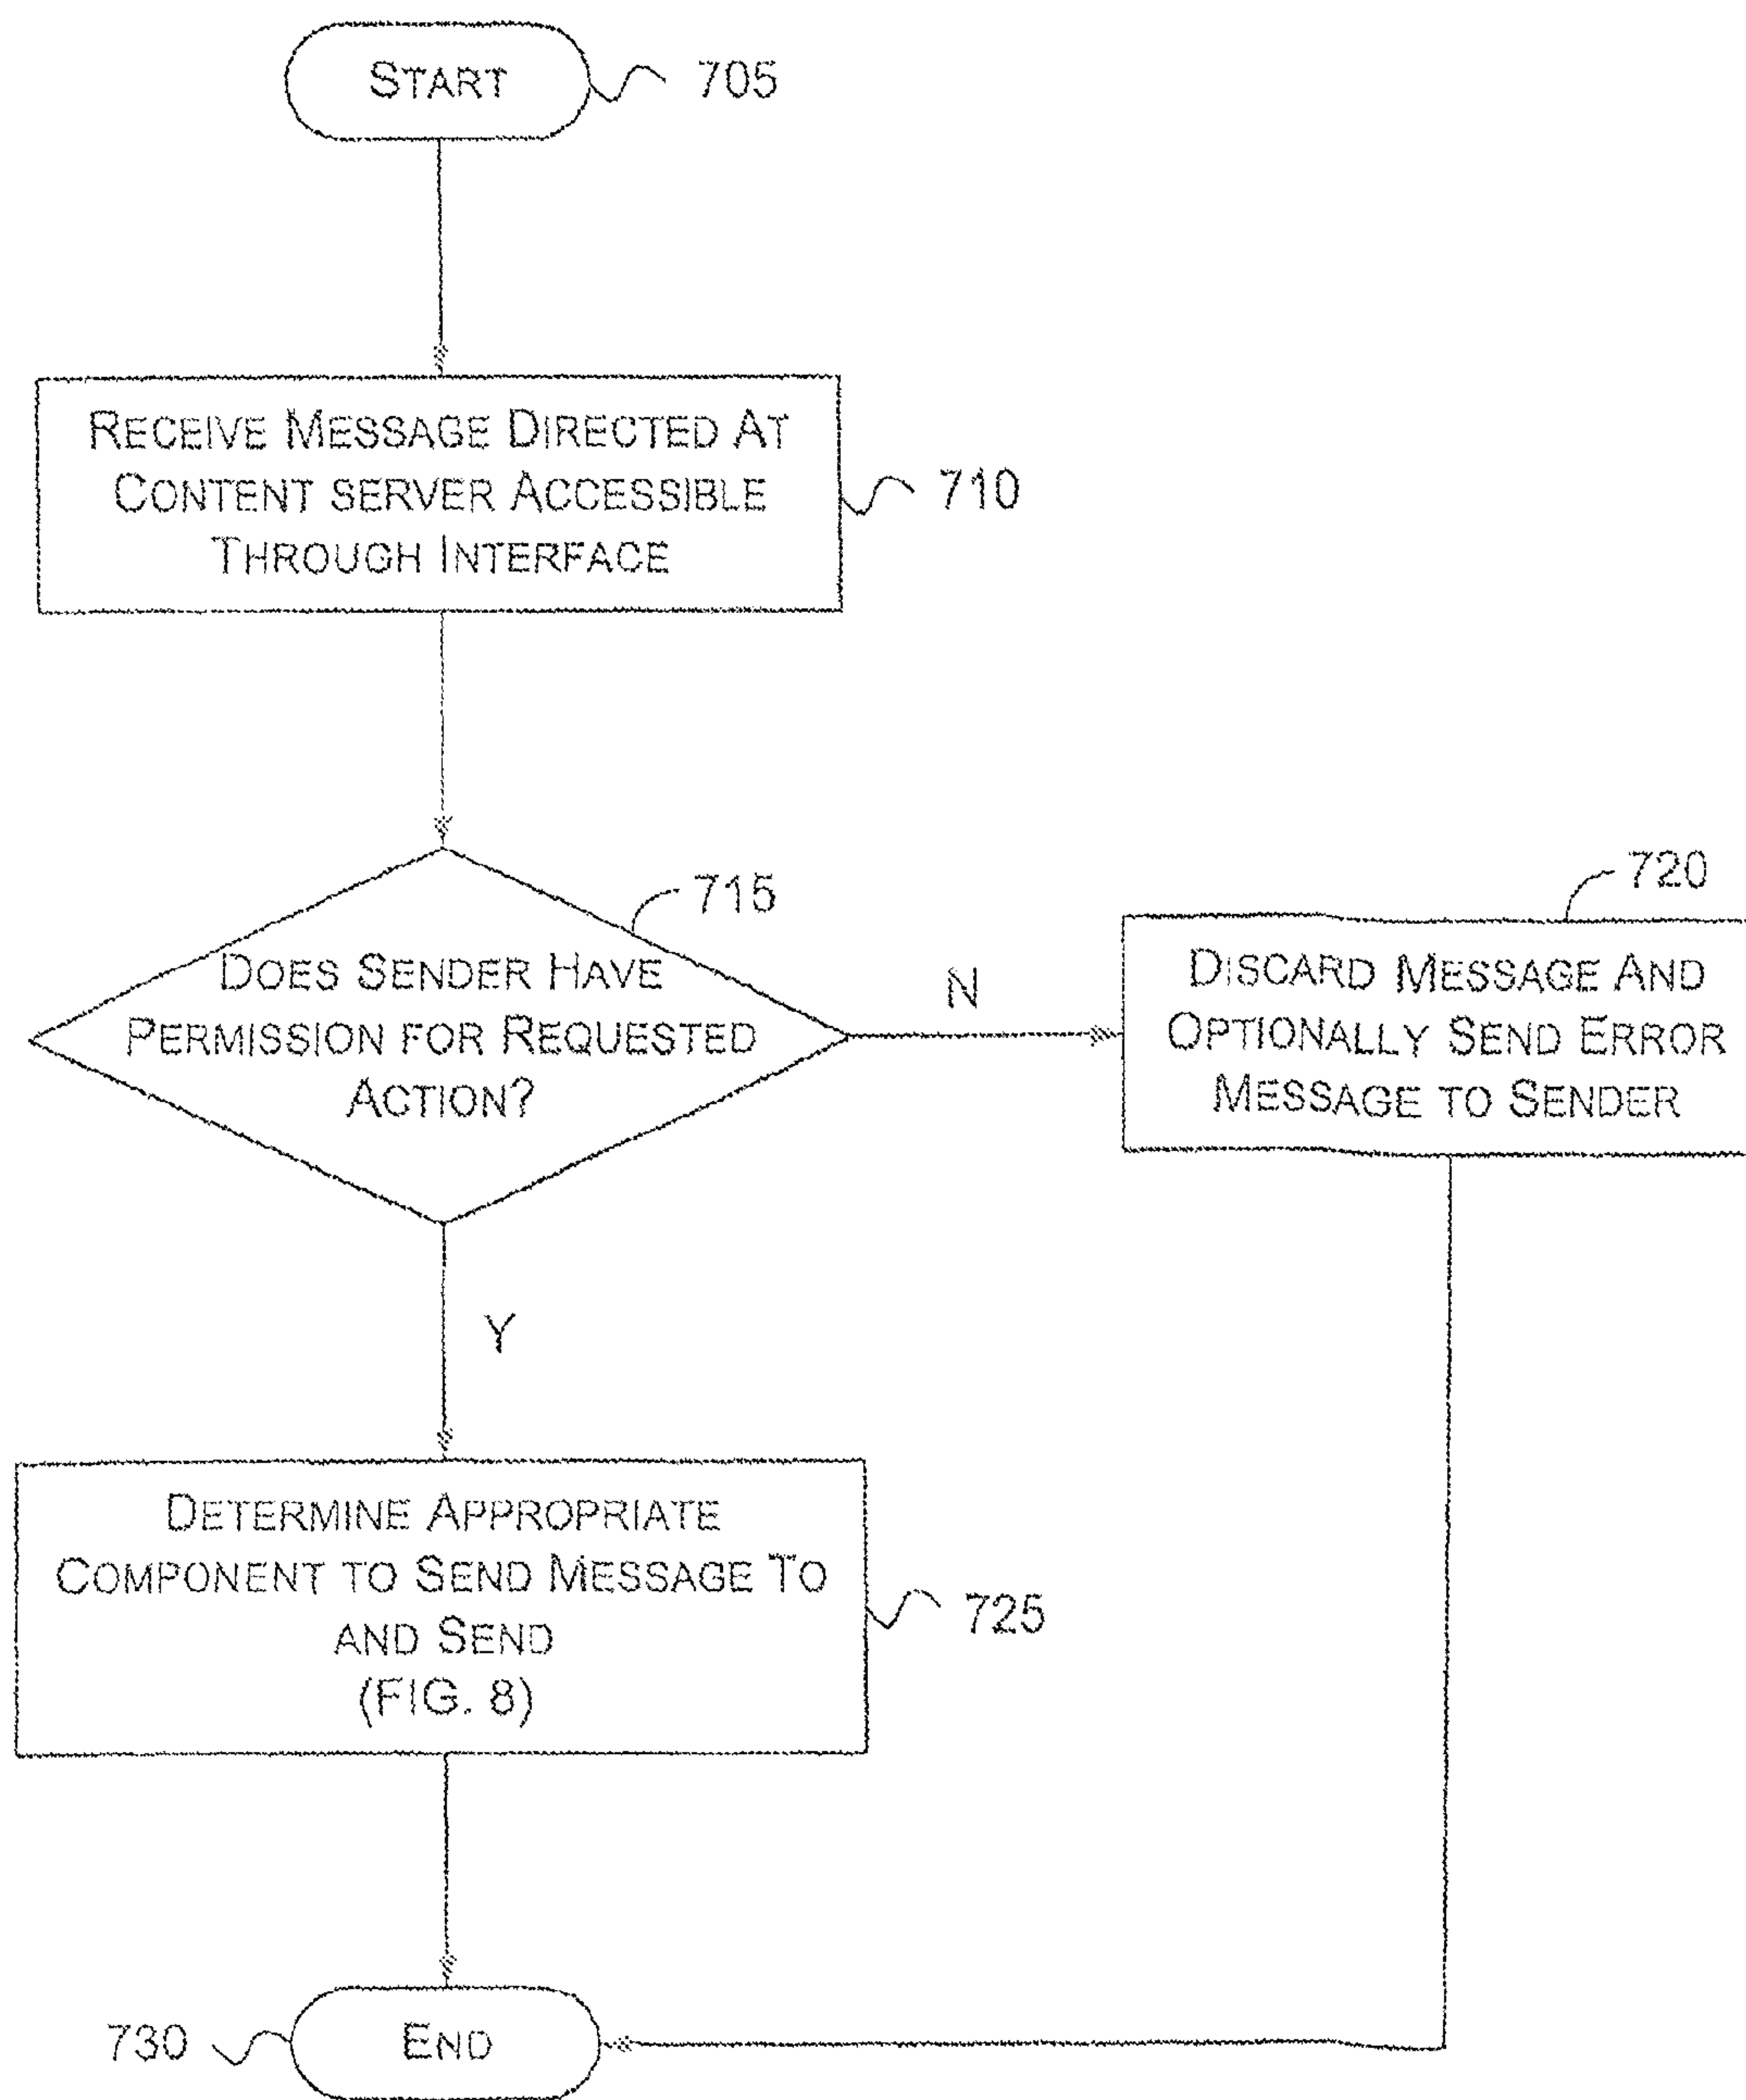 START
705
RECEIVE MESSAGE DIRECTED AT
CONTENT SERVER ACCESSIBLE
THROUGH INTERFACE
710
715
DOES SENDER HAVE
PERMISSION FOR REQUESTED
ACTION?
N
720
DISCARD MESSAGE AND
OPTIONALLY SEND ERROR
MESSAGE TO SENDER
Y
DETERMINE APPROPRIATE
COMPONENT TO SEND MESSAGE TO
AND SEND
(FIG. 8)
725
730
END